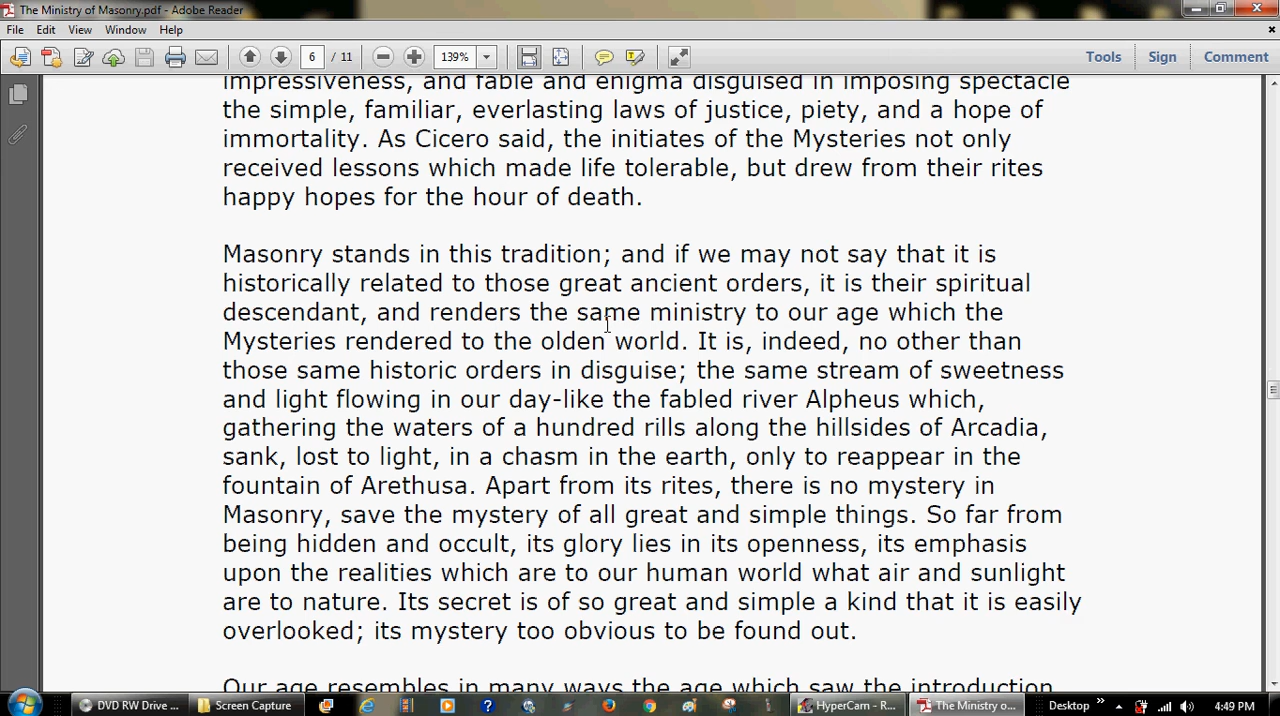 The Ministry of Masonry.pdf - Adobe Reader
File Edit View Window Help
6 / 11 139% Tools Sign Comment
impressiveness, and fable and enigma disguised in imposing spectacle
the simple, familiar, everlasting laws of justice, piety, and a hope of
immortality. As Cicero said, the initiates of the Mysteries not only
received lessons which made life tolerable, but drew from their rites
happy hopes for the hour of death.
Masonry stands in this tradition; and if we may not say that it is
historically related to those great ancient orders, it is their spiritual
descendant, and renders the same ministry to our age which the
Mysteries rendered to the olden world. It is, indeed, no other than
those same historic orders in disguise; the same stream of sweetness
and light flowing in our day-like the fabled river Alpheus which,
gathering the waters of a hundred rills along the hillsides of Arcadia,
sank, lost to light, in a chasm in the earth, only to reappear in the
fountain of Arethusa. Apart from its rites, there is no mystery in
Masonry, save the mystery of all great and simple things. So far from
being hidden and occult, its glory lies in its openness, its emphasis
upon the realities which are to our human world what air and sunlight
are to nature. Its secret is of so great and simple a kind that it is easily
overlooked; its mystery too obvious to be found out.
Our age resembles in many ways the age which saw the introduction
DVD RW Drive ... Screen Capture HyperCam - R... The Ministry o... Desktop » 4:49 PM